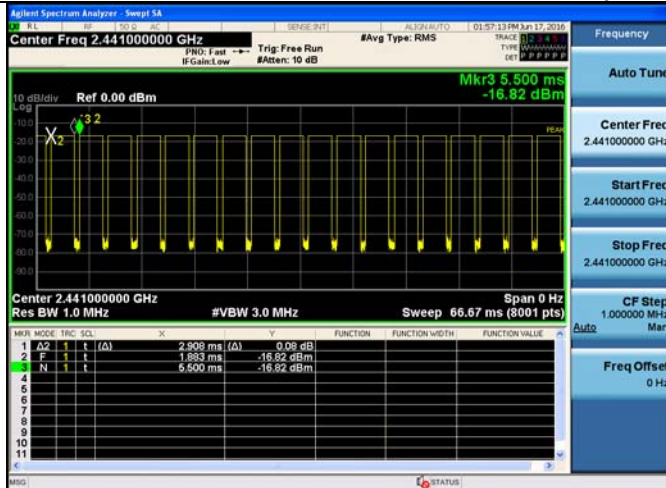 Agilent Spectrum Analyzer - Swept SA
RL RF 50 Ω AC SENSE:INT ALIGN AUTO 01:57:13 PM Jun 17, 2016
Center Freq 2.441000000 GHz #Avg Type: RMS TRACE 1 2 3 4 5 6
PNO: Fast Trig: Free Run TYPE
IFGain:Low #Atten: 10 dB DET P P P P P P
Mkr3 5.500 ms
-16.82 dBm
10 dB/div Ref 0.00 dBm
Log
-10.0
-20.0
-30.0
-40.0
-50.0
-60.0
-70.0
-80.0
-90.0
2
3 2
PEAK
Center 2.441000000 GHz Span 0 Hz
Res BW 1.0 MHz #VBW 3.0 MHz Sweep 66.67 ms (8001 pts)
MKR MODE TRC SCL X Y FUNCTION FUNCTION WIDTH FUNCTION VALUE
1 Δ2 1 t (Δ) 2.908 ms (Δ) 0.08 dB
2 F 1 t 1.883 ms -16.82 dBm
3 N 1 t 5.500 ms -16.82 dBm
4
5
6
7
8
9
10
11
MSG STATUS
Frequency
Auto Tune
Center Freq
2.441000000 GHz
Start Freq
2.441000000 GHz
Stop Freq
2.441000000 GHz
CF Step
1.000000 MHz
Auto Man
Freq Offset
0 Hz